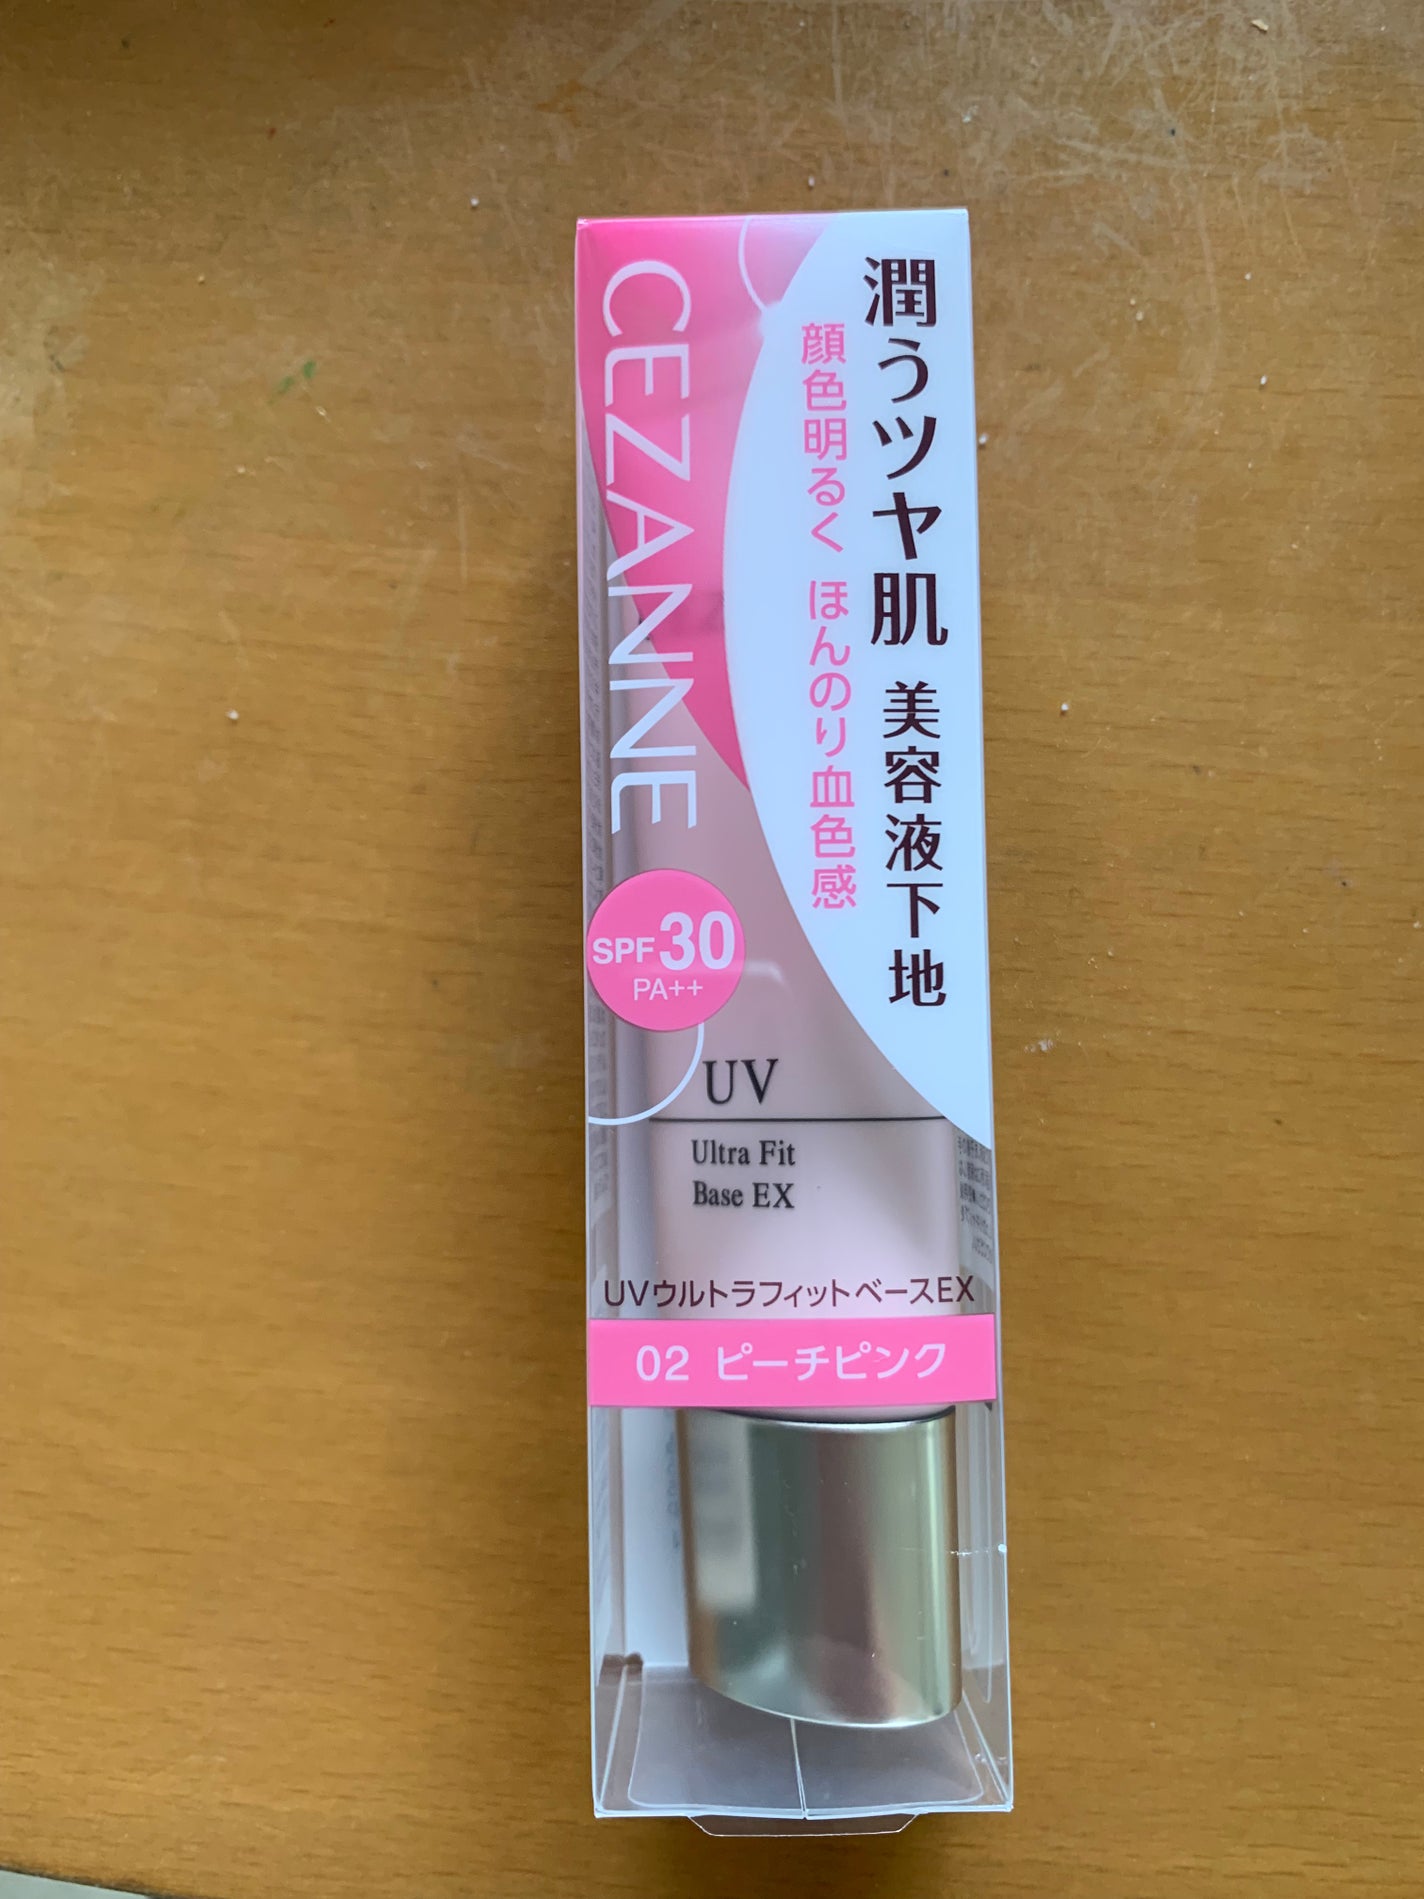 潤うツヤ肌 美容液下地
顔色明るく ほんのり血色感
CEZANNE
SPF30
PA++
UV
Ultra Fit
Base EX
UVウルトラフィットベースEX
02 ピーチピンク